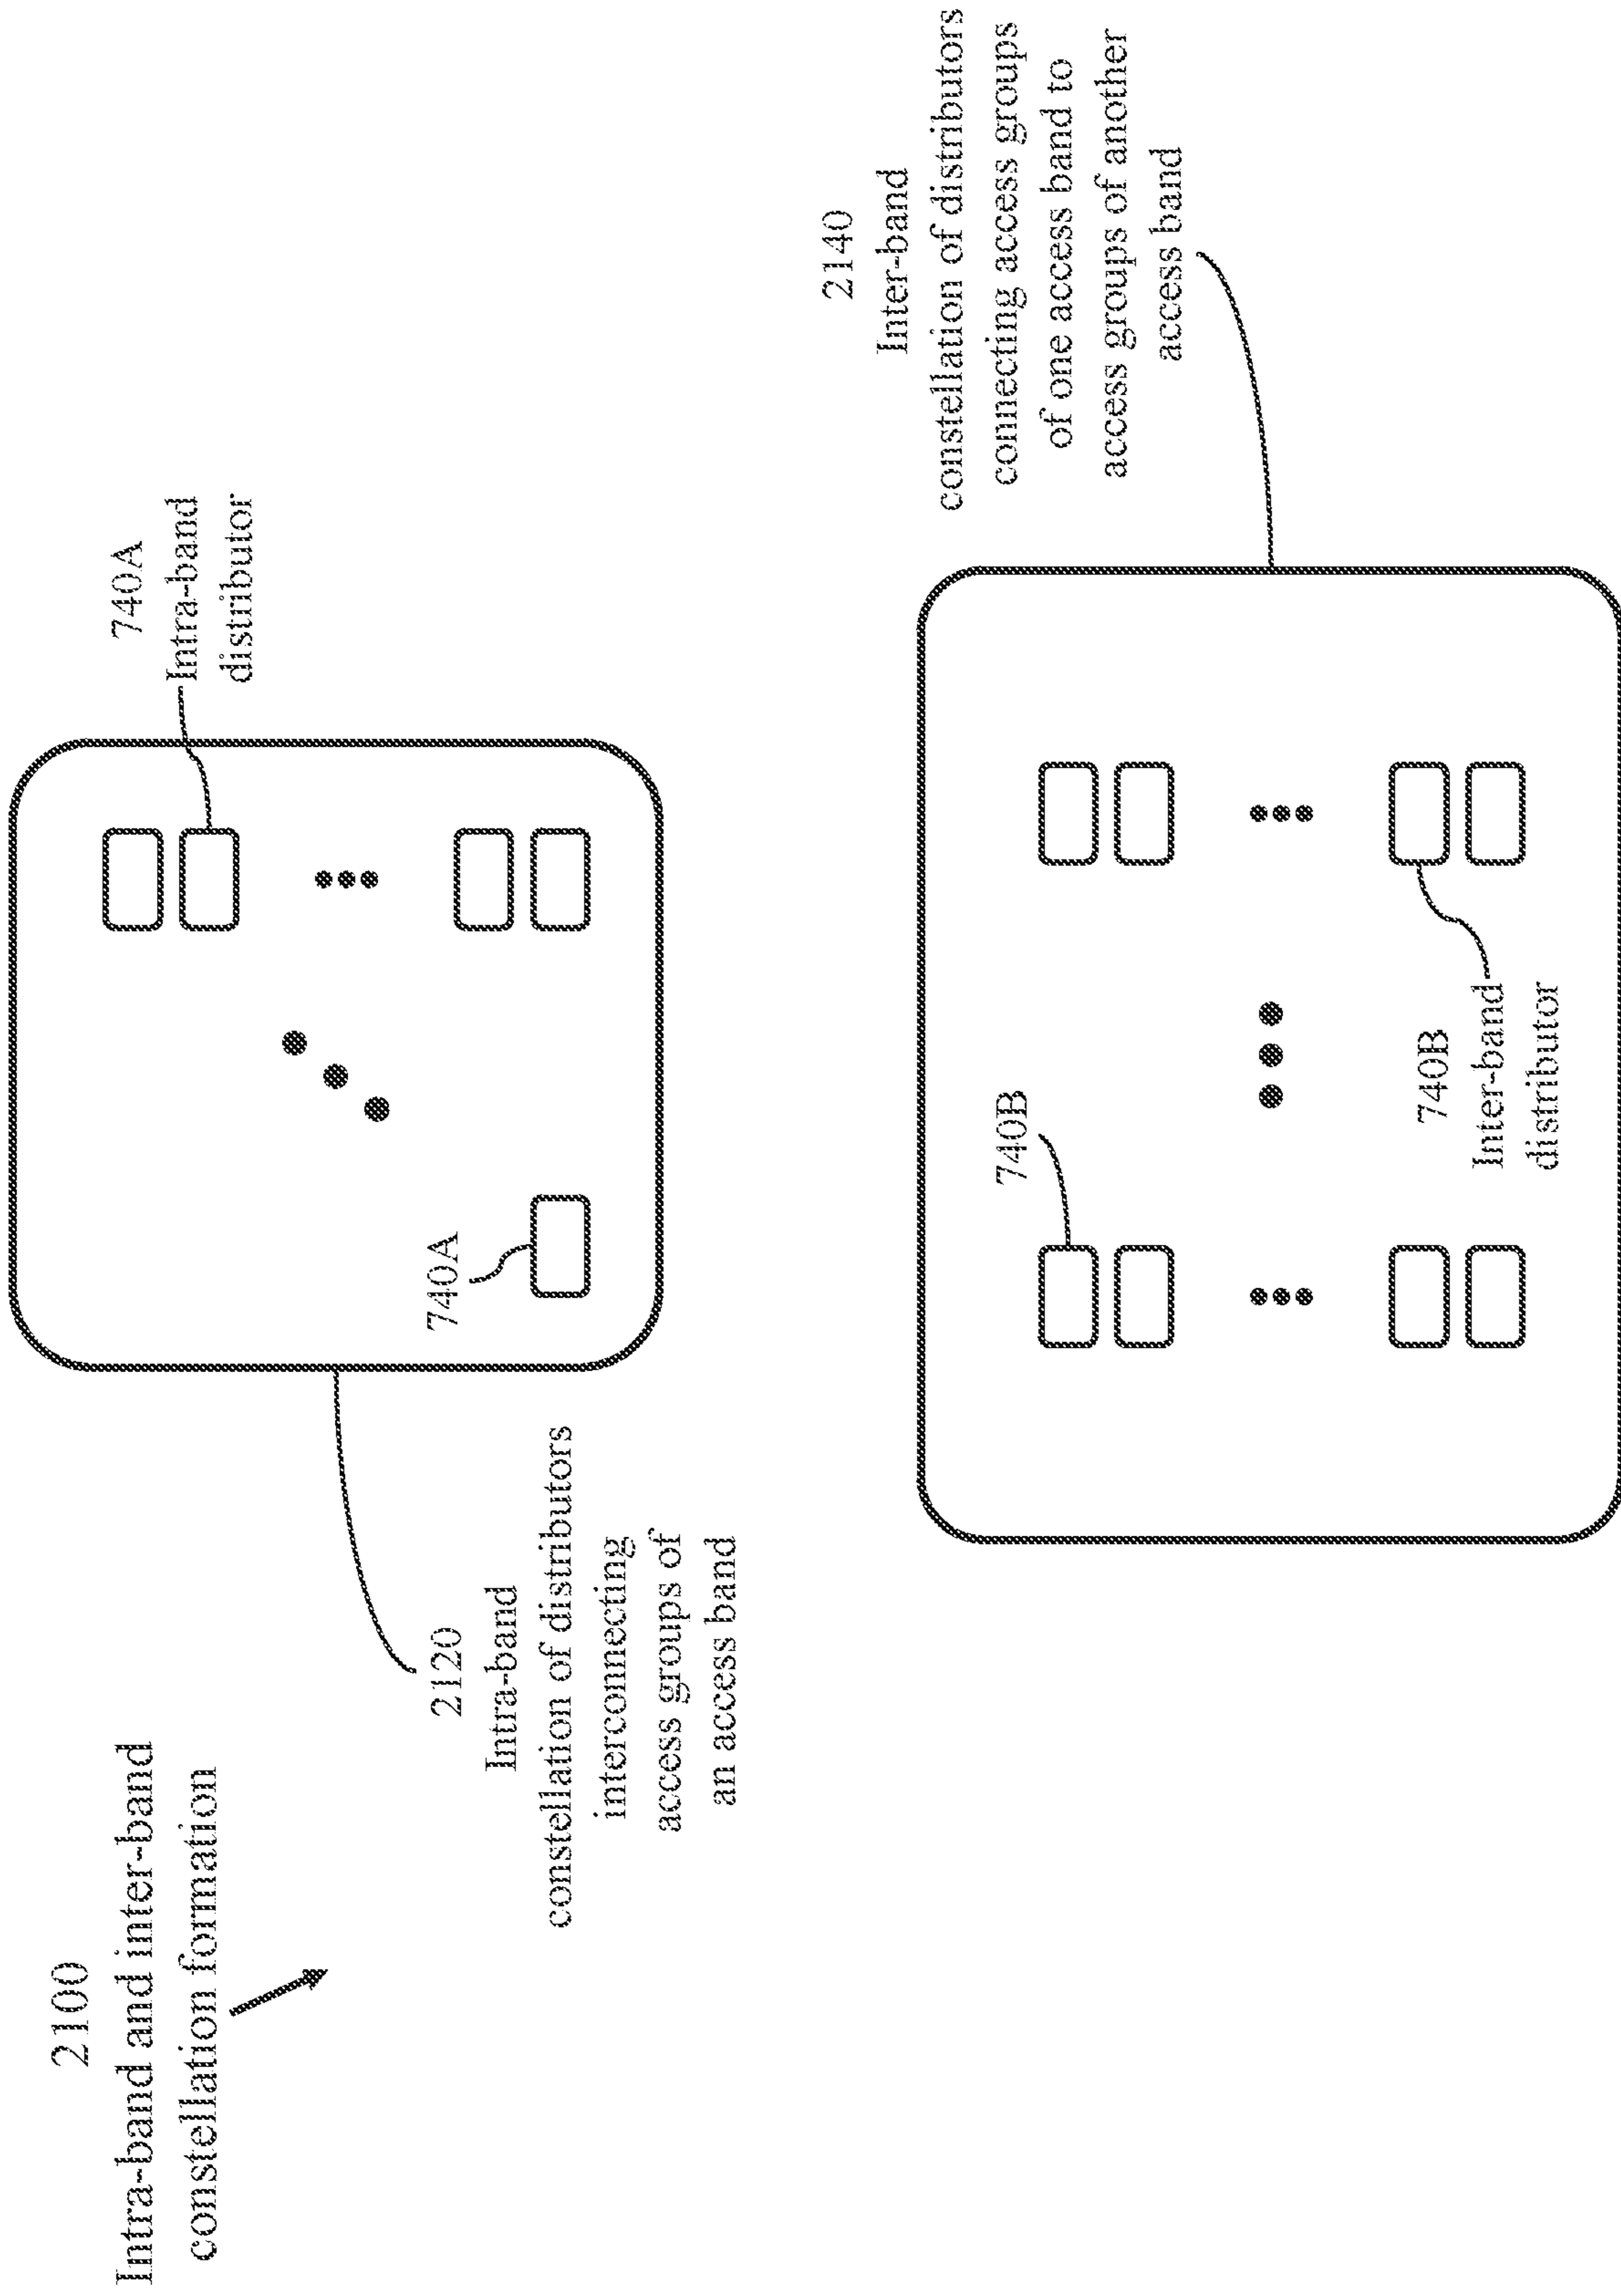 2100
Intra-band and inter-band
constellation formation
2120
Intra-band
constellation of distributors
interconnecting
access groups of
an access band
740A
740A
Intra-band
distributor
2140
Inter-band
constellation of distributors
connecting access groups
of one access band to
access groups of another
access band
740B
740B
Inter-band
distributor